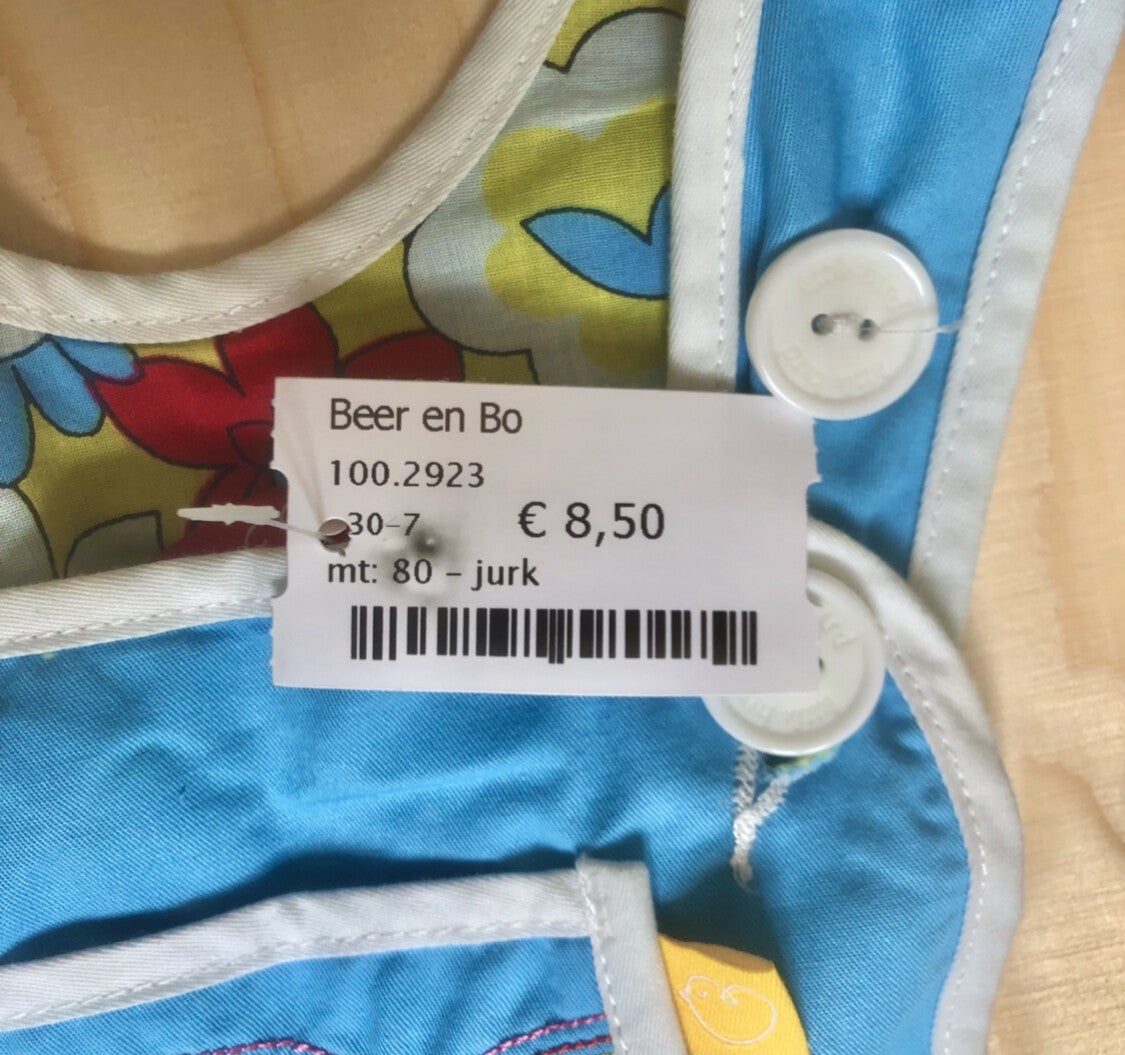 Beer en Bo
100.2923
30-7
€ 8,50
mt: 80 - jurk